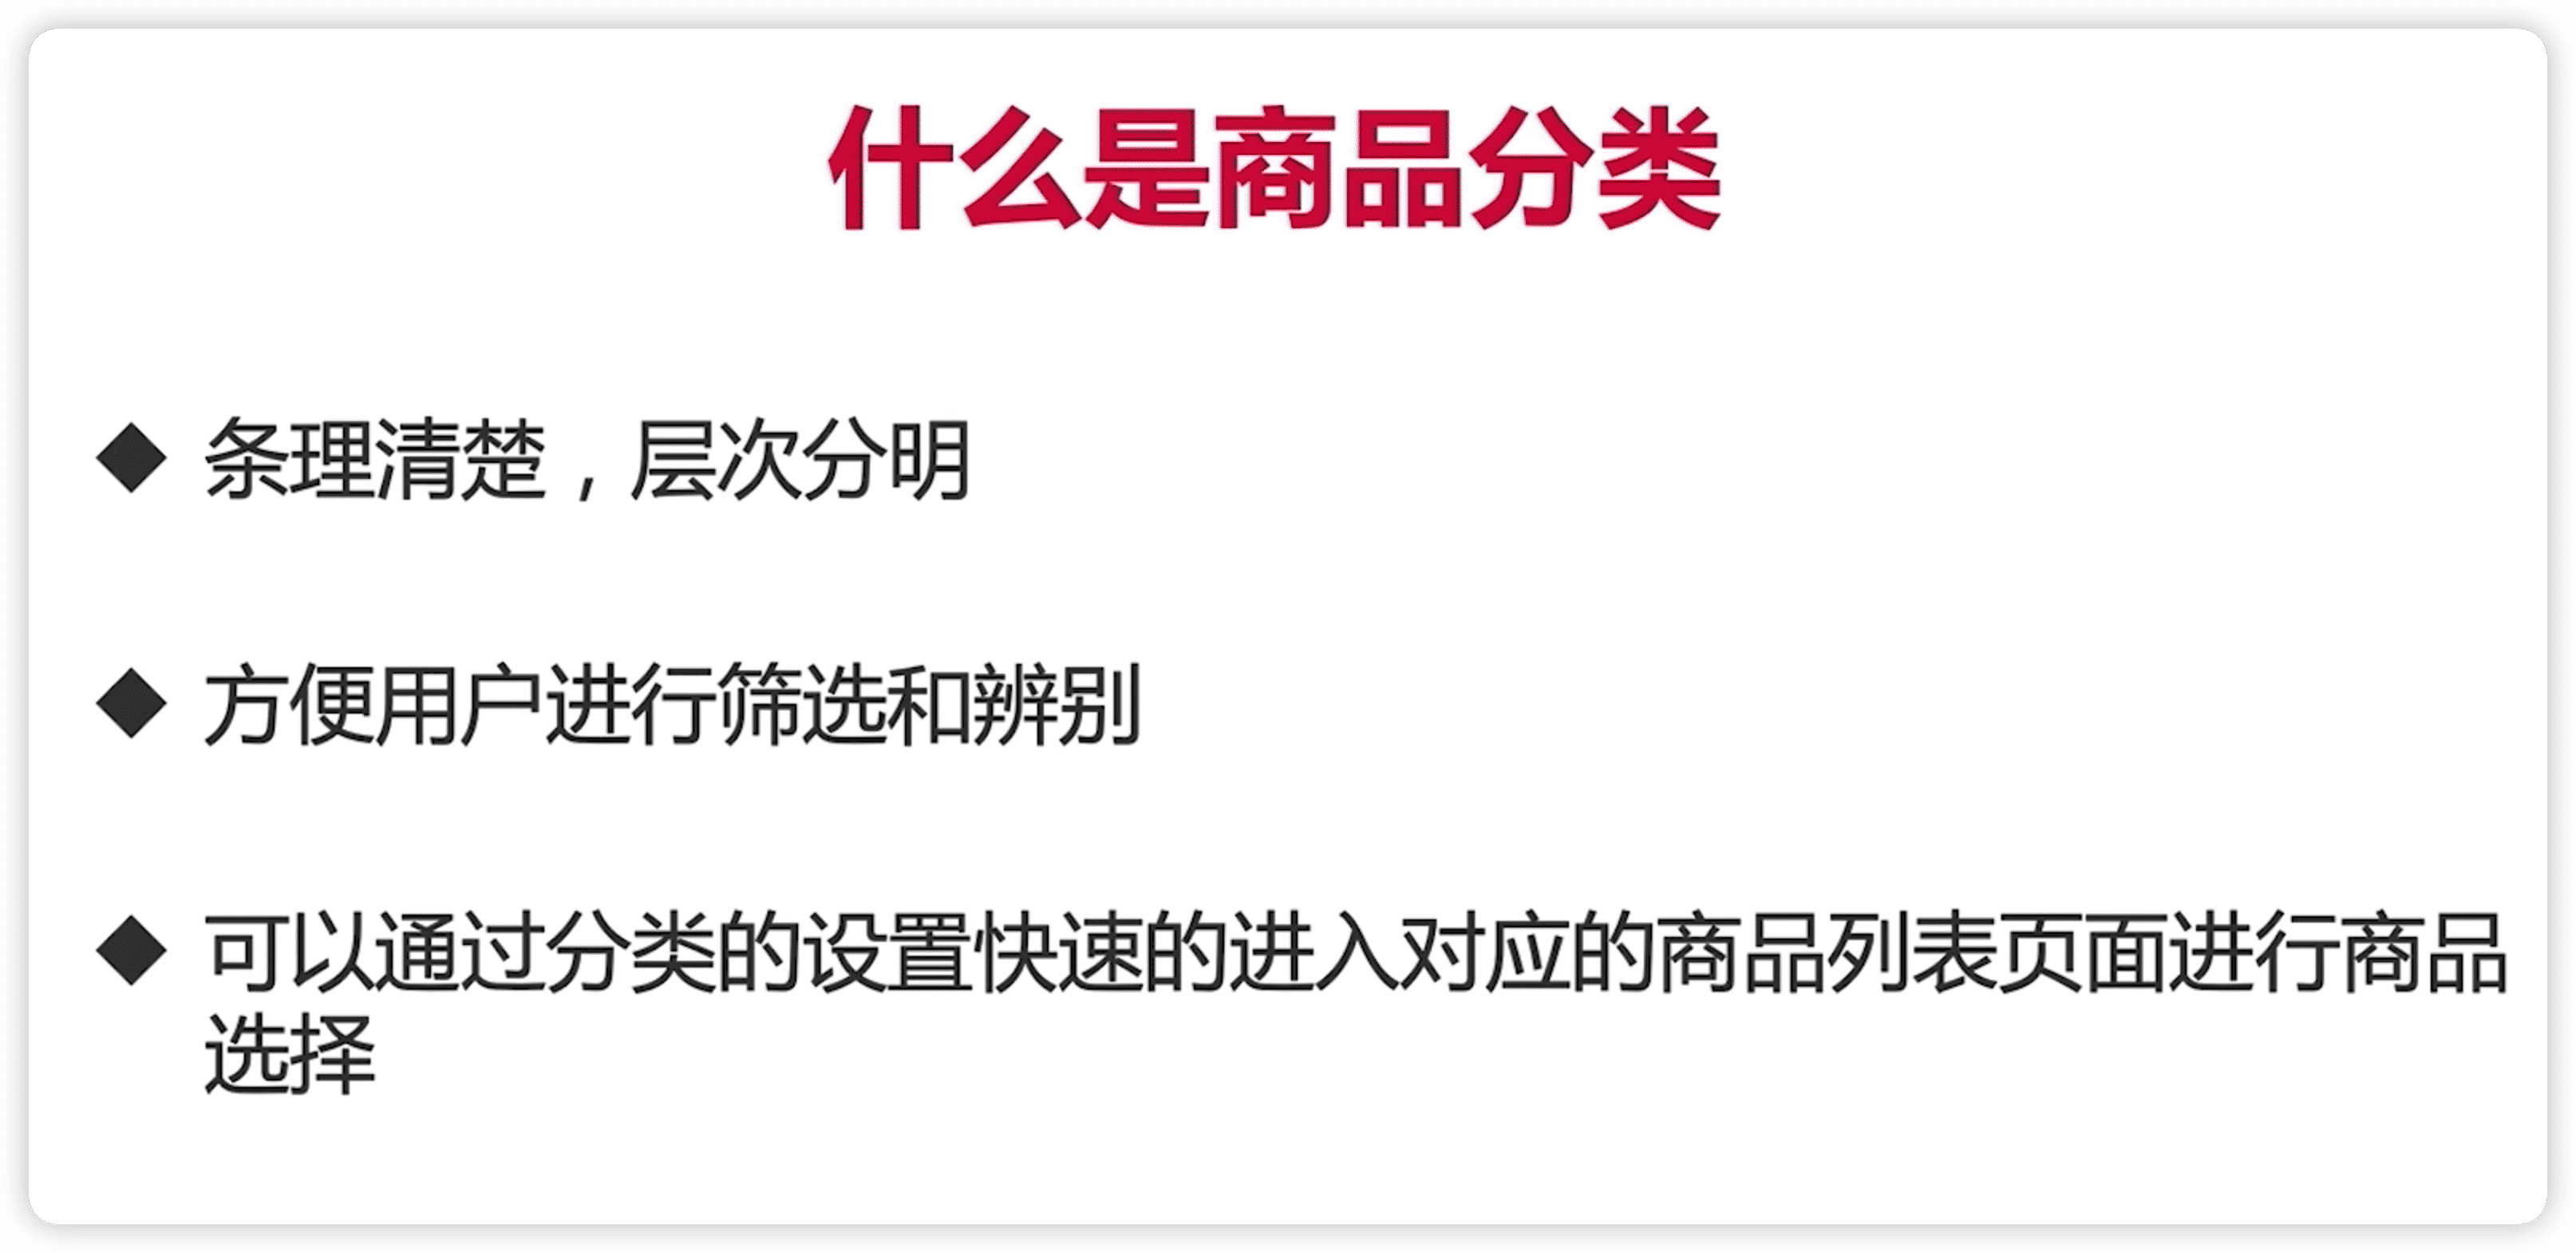 什么是商品分类
◆ 条理清楚，层次分明
◆ 方便用户进行筛选和辨别
◆ 可以通过分类的设置快速的进入对应的商品列表页面进行商品
选择